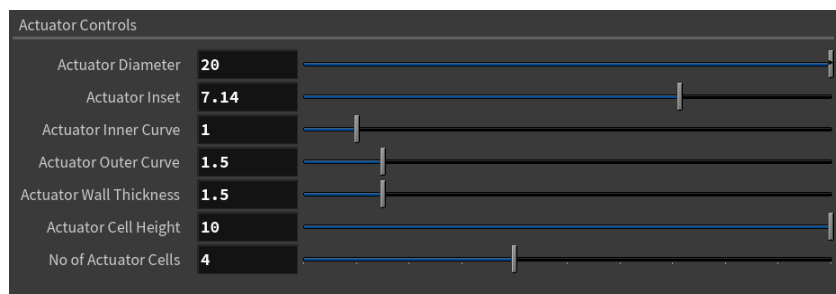 Actuator Controls
Actuator Diameter 20
Actuator Inset 7.14
Actuator Inner Curve 1
Actuator Outer Curve 1.5
Actuator Wall Thickness 1.5
Actuator Cell Height 10
No of Actuator Cells 4